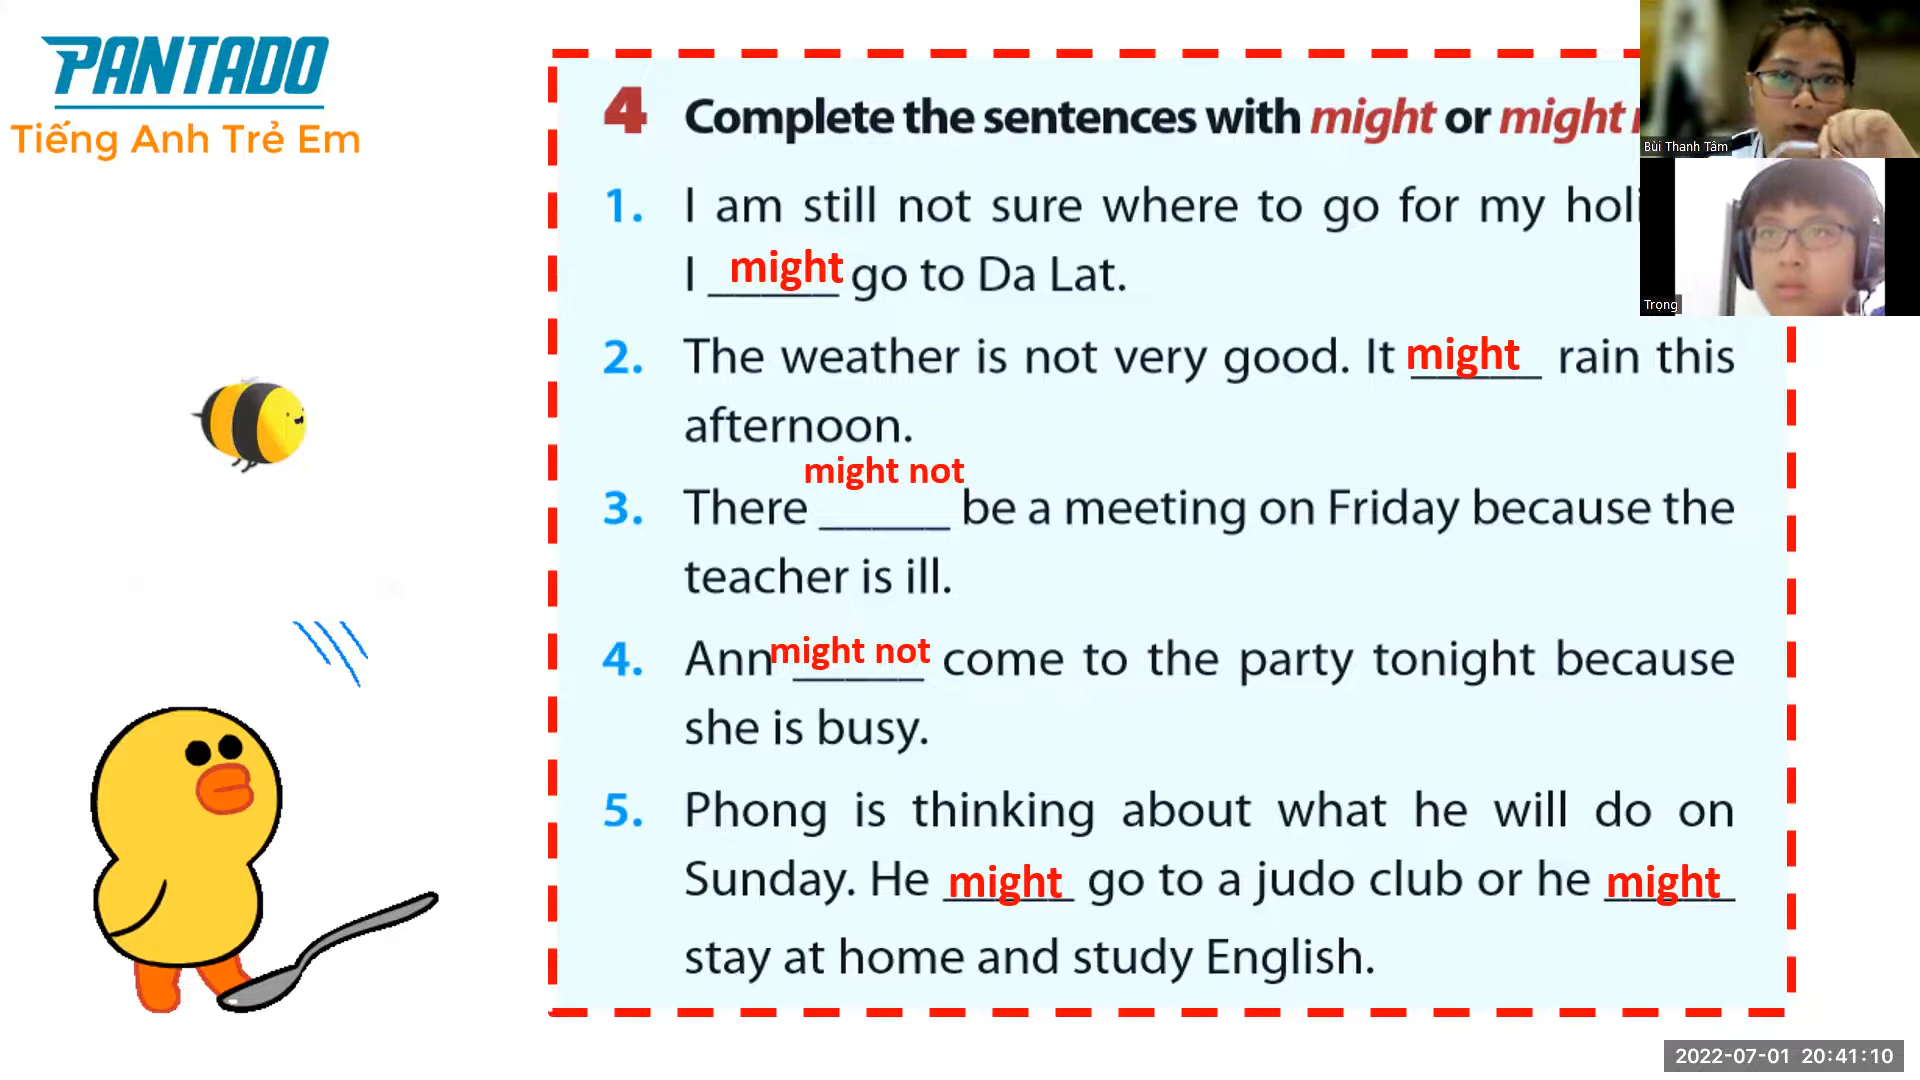 PANTADO
Tiếng Anh Trẻ Em
4 Complete the sentences with might or might
1. I am still not sure where to go for my
I might go to Da Lat.
2. The weather is not very good. It might rain this
afternoon.
might not
3. There _____ be a meeting on Friday because the
teacher is ill.
4. Ann might not come to the party tonight because
she is busy.
5. Phong is thinking about what he will do on
Sunday. He might go to a judo club or he might
stay at home and study English.
Bùi Thanh Tâm
Trọng
2022-07-01 20:41:10